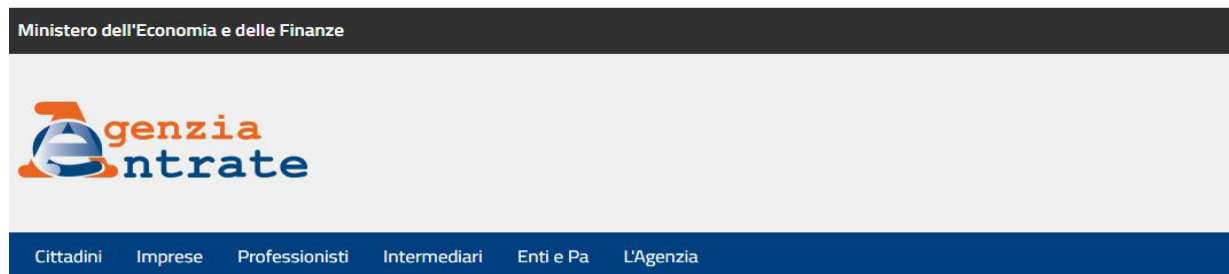 Ministero dell'Economia e delle Finanze
Agenzia
Entrate
Cittadini Imprese Professionisti Intermediari Enti e Pa L'Agenzia